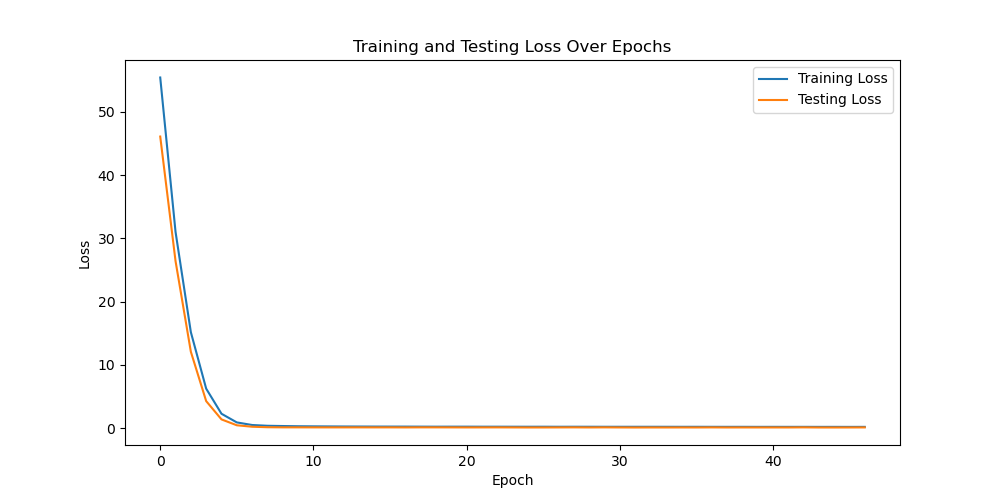 Training and Testing Loss Over Epochs
Training Loss
Testing Loss
50
40
30
20
10
0
Loss
0 10 20 30 40
Epoch